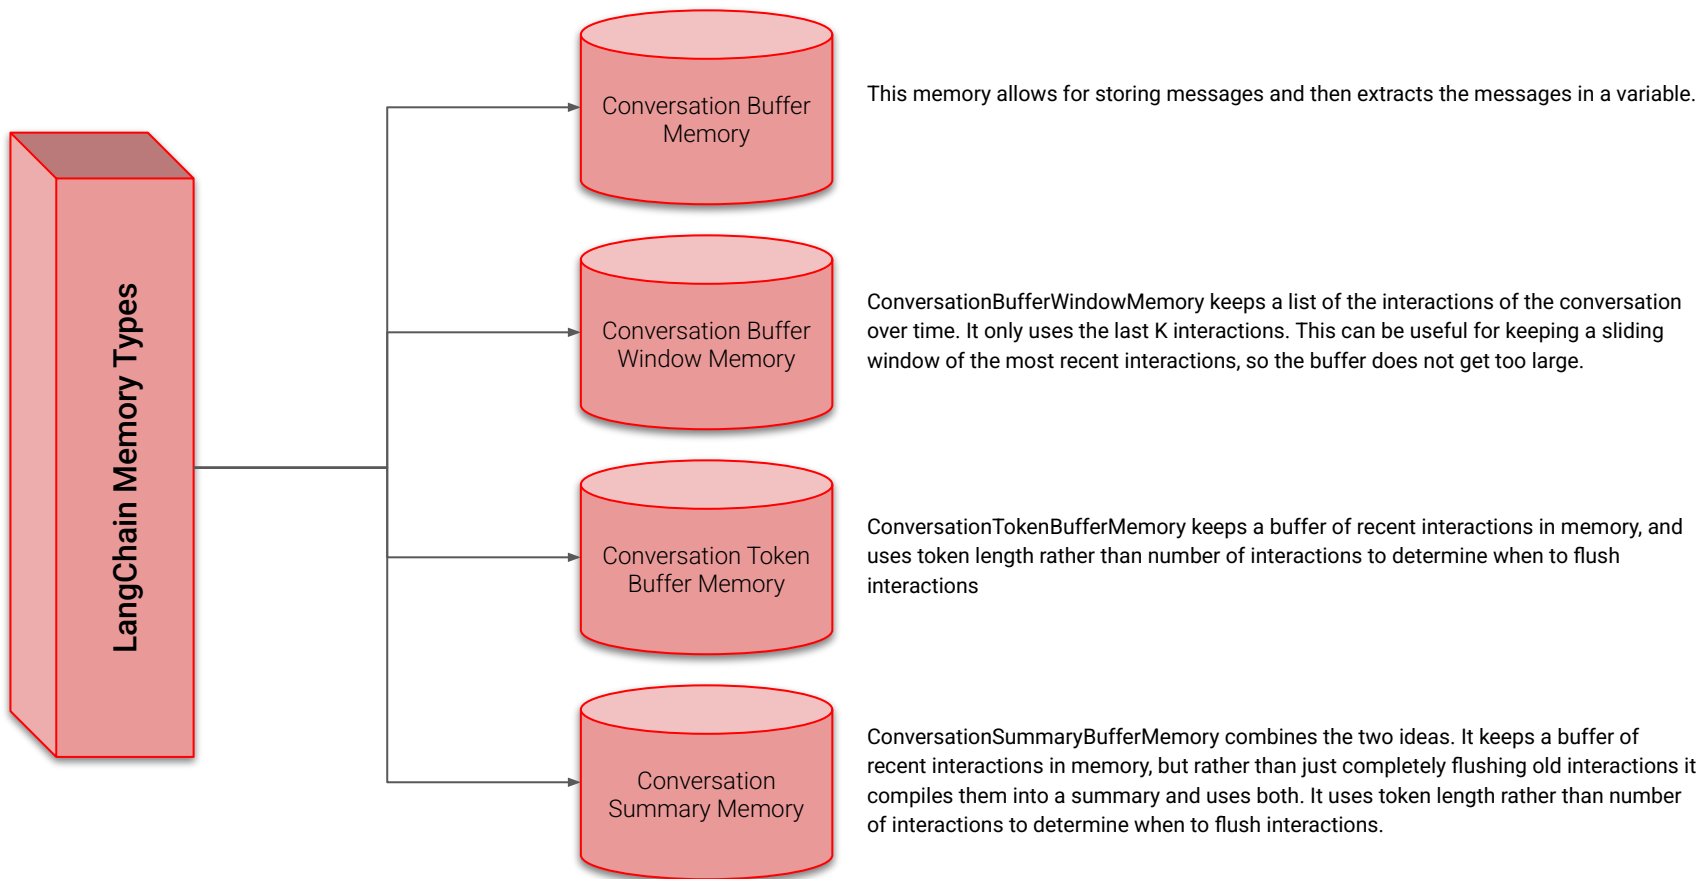 LangChain Memory Types
Conversation Buffer
Memory
This memory allows for storing messages and then extracts the messages in a variable.
Conversation Buffer
Window Memory
ConversationBufferWindowMemory keeps a list of the interactions of the conversation
over time. It only uses the last K interactions. This can be useful for keeping a sliding
window of the most recent interactions, so the buffer does not get too large.
Conversation Token
Buffer Memory
ConversationTokenBufferMemory keeps a buffer of recent interactions in memory, and
uses token length rather than number of interactions to determine when to flush
interactions
Conversation
Summary Memory
ConversationSummaryBufferMemory combines the two ideas. It keeps a buffer of
recent interactions in memory, but rather than just completely flushing old interactions it
compiles them into a summary and uses both. It uses token length rather than number
of interactions to determine when to flush interactions.